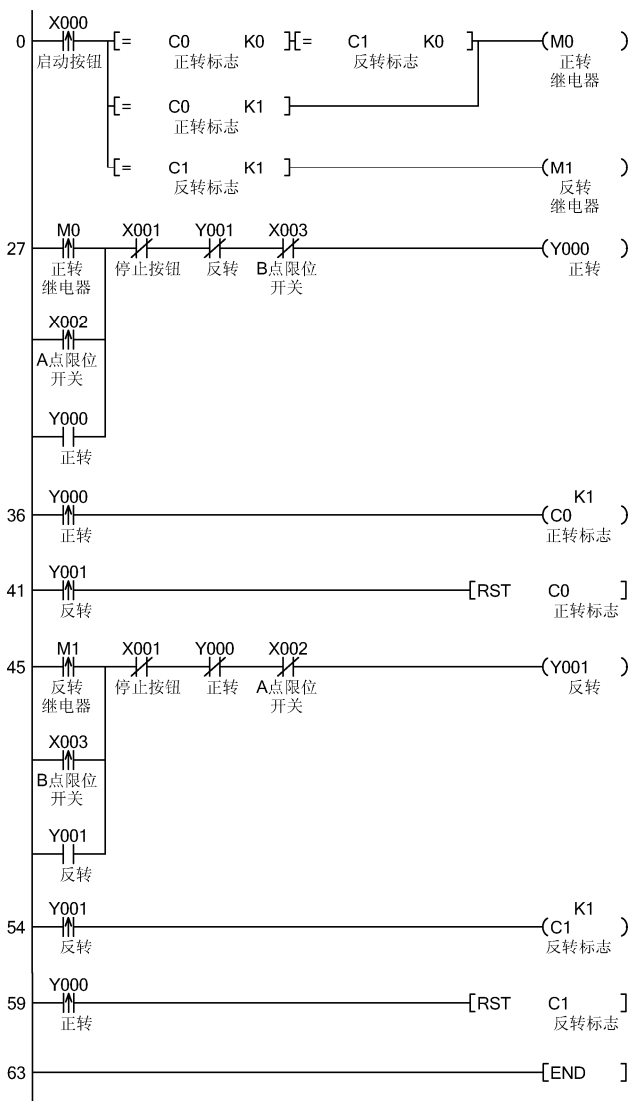 X000
0 [= C0 K0 ] [= C1 K0 ] (M0 )
启动按钮 正转标志 反转标志 正转
继电器
[= C0 K1 ]
正转标志
[= C1 K1 ] (M1 )
反转标志 反转
继电器
M0 X001 Y001 X003
27 (Y000 )
正转 停止按钮 反转 B点限位 正转
继电器 开关
X002
A点限位
开关
Y000
正转
Y000 K1
36 (C0 )
正转 正转标志
Y001
41 [RST C0 ]
反转 正转标志
M1 X001 Y000 X002
45 (Y001 )
反转 停止按钮 正转 A点限位 反转
继电器 开关
X003
B点限位
开关
Y001
反转
Y001 K1
54 (C1 )
反转 反转标志
Y000
59 [RST C1 ]
正转 反转标志
63 [END ]